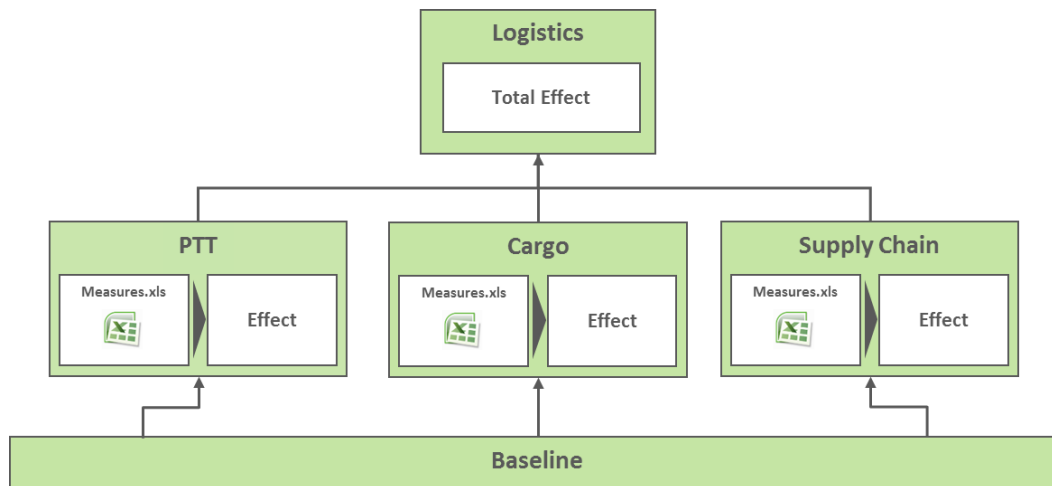 Logistics
Total Effect
PTT
Measures.xls
Effect
Cargo
Measures.xls
Effect
Supply Chain
Measures.xls
Effect
Baseline